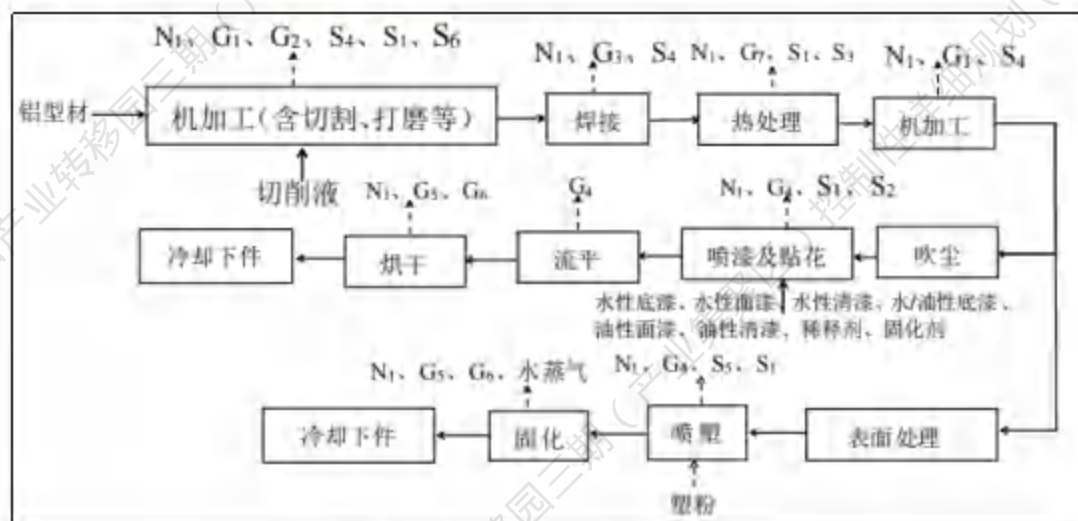 N₁、G₁、G₂、S₄、S₁、S₆
N₁、G₃、S₄
N₁、G₇、S₁、S₃
N₁、G₁、S₄
铝型材
机加工(含切割、打磨等)
焊接
热处理
机加工
切削液
N₁、G₅、G₆
G₄
N₁、G₄、S₁、S₂
冷却下件
烘干
流平
喷漆及贴花
吹尘
水性底漆、水性面漆、水性清漆、水/油性底漆、
油性面漆、油性清漆、稀释剂、固化剂
N₁、G₅、G₆、水蒸气
N₁、G₈、S₅、S₁
冷却下件
固化
喷塑
表面处理
塑粉